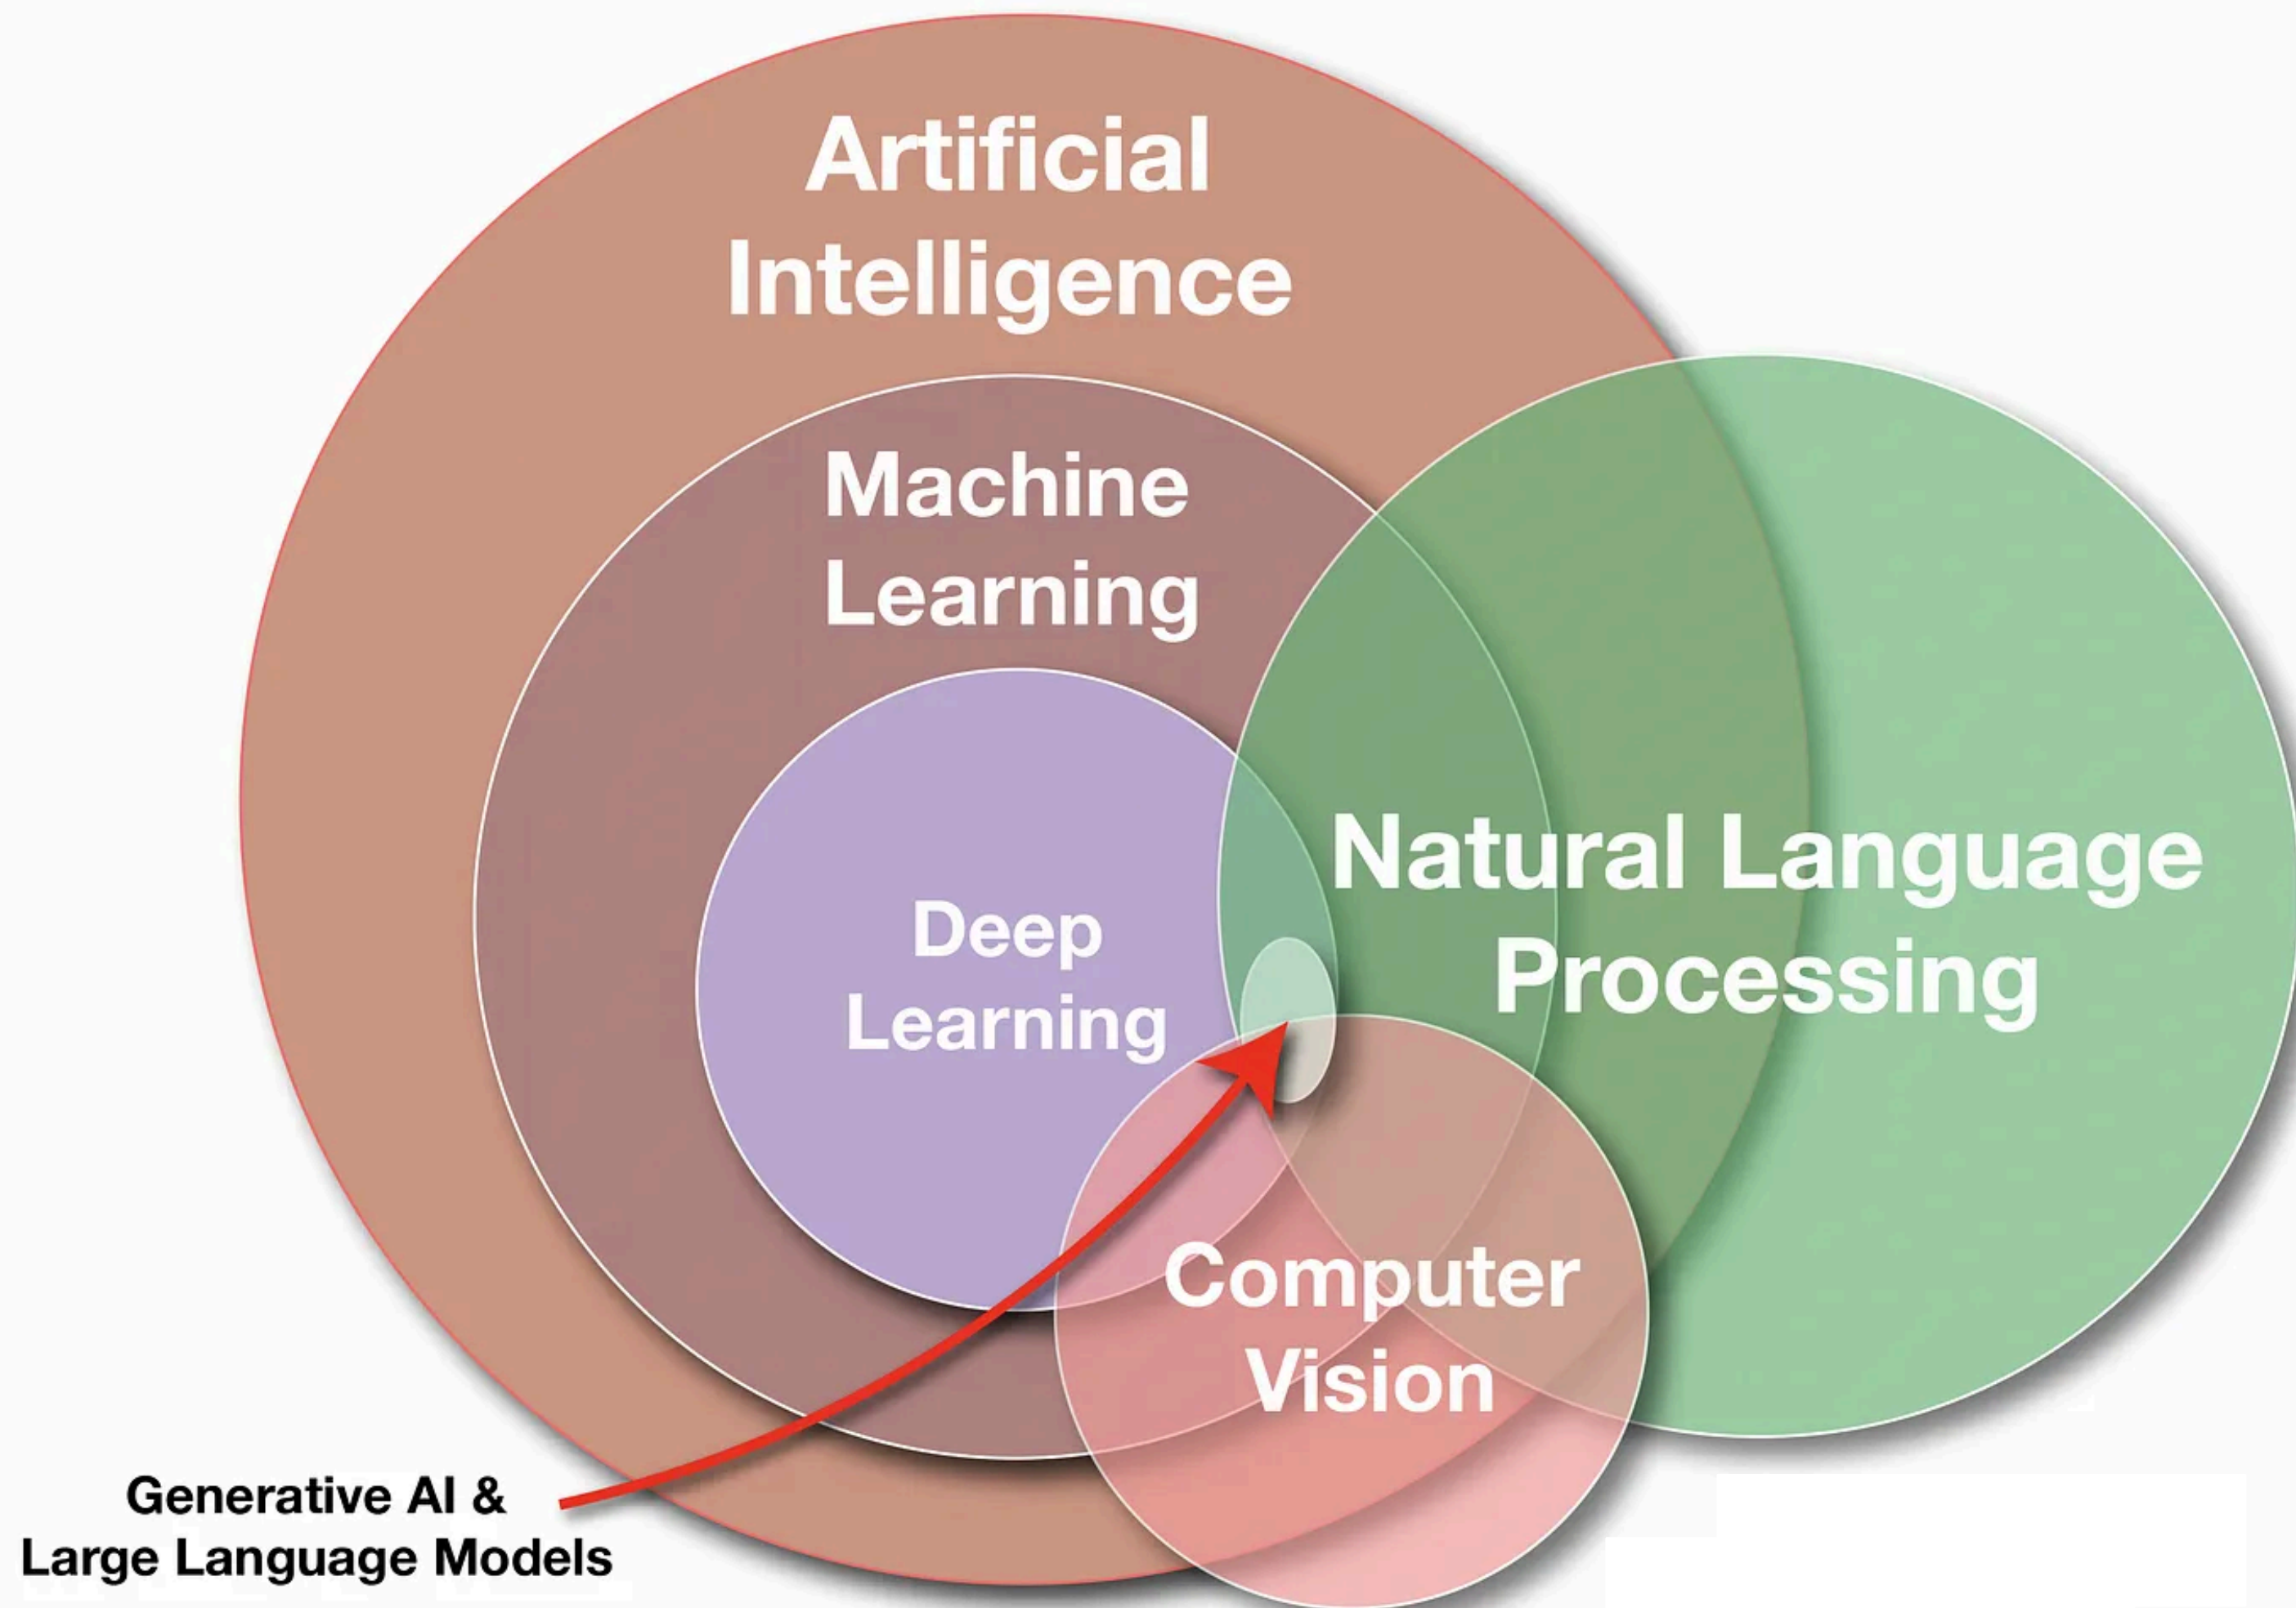 Artificial
Intelligence
Machine
Learning
Deep
Learning
Natural Language
Processing
Computer
Vision
Generative AI &
Large Language Models